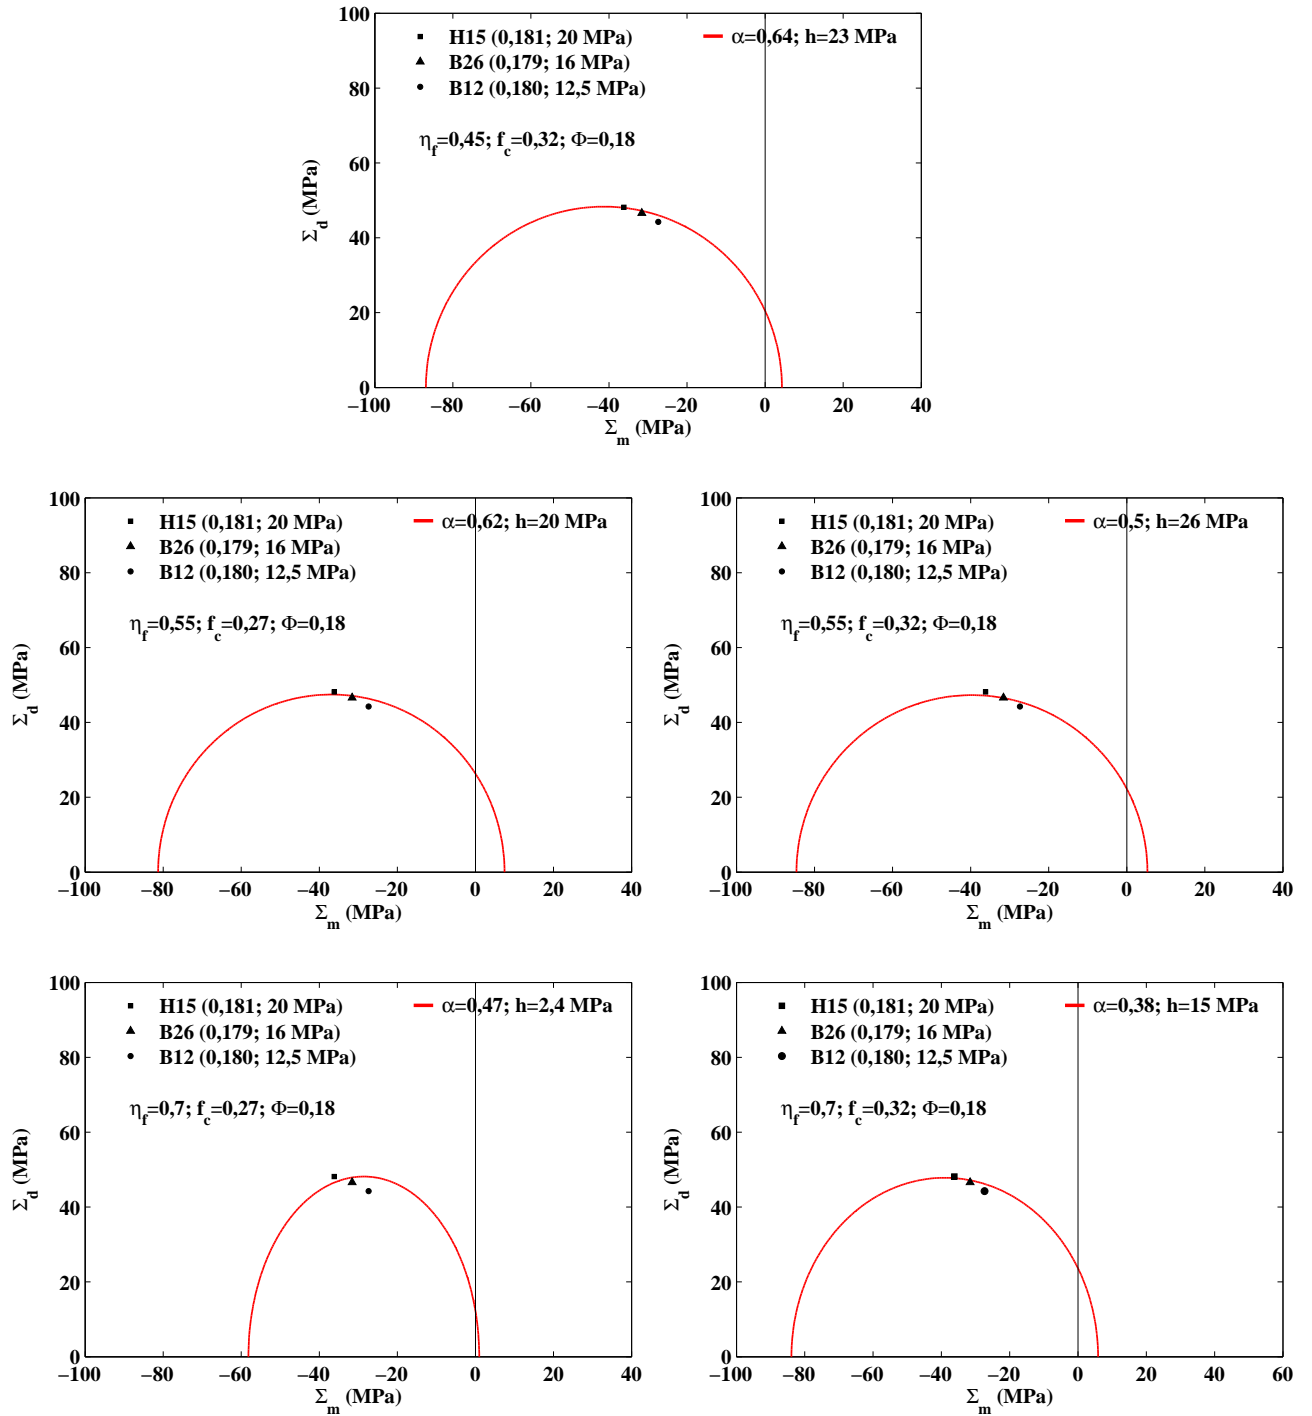 100
80
60
40
20
0
Σd (MPa)
H15 (0,181; 20 MPa)
B26 (0,179; 16 MPa)
B12 (0,180; 12,5 MPa)
α=0,64; h=23 MPa
ηf=0,45; fc=0,32; Φ=0,18
−100 −80 −60 −40 −20 0 20 40
Σm (MPa)
100
80
60
40
20
0
Σd (MPa)
H15 (0,181; 20 MPa)
B26 (0,179; 16 MPa)
B12 (0,180; 12,5 MPa)
α=0,62; h=20 MPa
ηf=0,55; fc=0,27; Φ=0,18
−100 −80 −60 −40 −20 0 20 40
Σm (MPa)
100
80
60
40
20
0
Σd (MPa)
H15 (0,181; 20 MPa)
B26 (0,179; 16 MPa)
B12 (0,180; 12,5 MPa)
α=0,5; h=26 MPa
ηf=0,55; fc=0,32; Φ=0,18
−100 −80 −60 −40 −20 0 20 40
Σm (MPa)
100
80
60
40
20
0
Σd (MPa)
H15 (0,181; 20 MPa)
B26 (0,179; 16 MPa)
B12 (0,180; 12,5 MPa)
α=0,47; h=2,4 MPa
ηf=0,7; fc=0,27; Φ=0,18
−100 −80 −60 −40 −20 0 20 40
Σm (MPa)
100
80
60
40
20
0
Σd (MPa)
H15 (0,181; 20 MPa)
B26 (0,179; 16 MPa)
B12 (0,180; 12,5 MPa)
α=0,38; h=15 MPa
ηf=0,7; fc=0,32; Φ=0,18
−100 −80 −60 −40 −20 0 20 40 60
Σm (MPa)